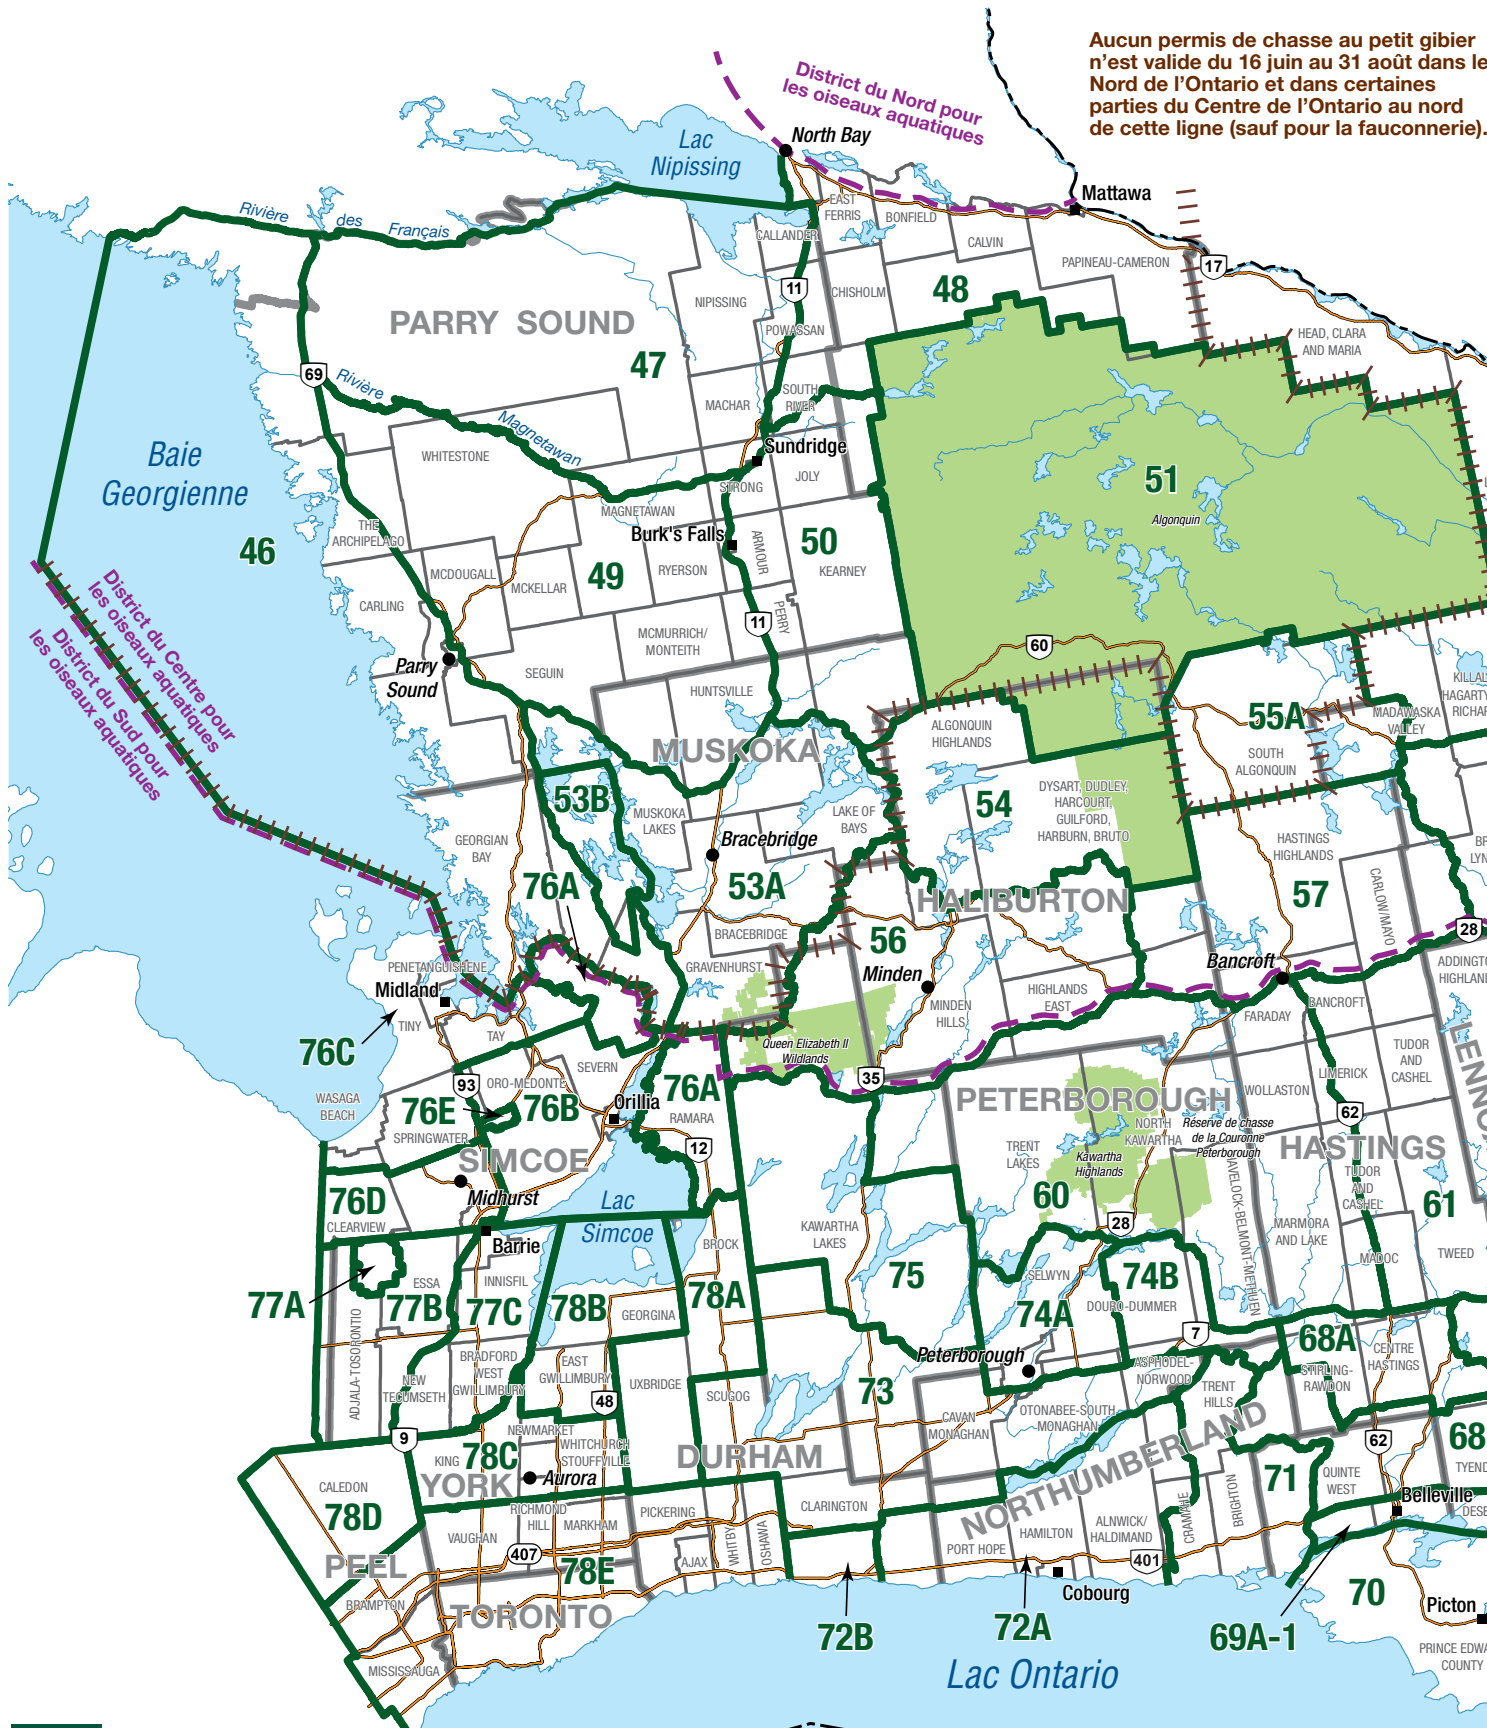 Aucun permis de chasse au petit gibier
n'est valide du 16 juin au 31 août dans le
Nord de l'Ontario et dans certaines
parties du Centre de l'Ontario au nord
de cette ligne (sauf pour la fauconnerie).
District du Nord pour
les oiseaux aquatiques
Lac
Nipissing
North Bay
Mattawa
EAST
FERRIS
BONFIELD
CALVIN
PAPINEAU-CAMERON
17
Rivière
des
Français
CALLANDER
NIPISSING
11
CHISHOLM
48
POWASSAN
PARRY SOUND
47
HEAD, CLARA
AND MARIA
69
Rivière
Magnetawan
MACHAR
SOUTH
RIVER
Sundridge
WHITESTONE
STRONG
JOLY
Baie
Georgienne
46
51
Algonquin
THE
ARCHIPELAGO
MAGNETAWAN
Burk's Falls
ARMOUR
50
KEARNEY
MCDOUGALL
MCKELLAR
49
RYERSON
CARLING
11
PERRY
MCMURRICH/
MONTEITH
60
District du Centre pour
les oiseaux aquatiques
District du Sud pour
les oiseaux aquatiques
Parry
Sound
SEGUIN
HUNTSVILLE
MUSKOKA
ALGONQUIN
HIGHLANDS
55A
SOUTH
ALGONQUIN
MADAWASKA
VALLEY
53B
MUSKOKA
LAKES
LAKE OF
BAYS
54
DYSART, DUDLEY,
HARCOURT,
GUILFORD,
HARBURN, BRUTO
GEORGIAN
BAY
Bracebridge
HASTINGS
HIGHLANDS
76A
53A
HALIBURTON
57
CARLOW/MAYO
BRACEBRIDGE
56
28
Minden
Bancroft
PENETANGUISHENE
GRAVENHURST
Midland
HIGHLANDS
EAST
BANCROFT
TINY
TAY
MINDEN
HILLS
FARADAY
76C
Queen Elizabeth II
Wildlands
TUDOR
AND
CASHEL
SEVERN
35
LIMERICK
93
ORO-MEDONTE
76A
WOLLASTON
WASAGA
BEACH
76E
76B
Orillia
RAMARA
PETERBOROUGH
62
SPRINGWATER
NORTH
KAWARTHA
Réserve de chasse
de la Couronne
Peterborough
SIMCOE
12
TRENT
LAKES
Kawartha
Highlands
HASTINGS
76D
Midhurst
TUDOR
AND
CASHEL
61
CLEARVIEW
Lac
Simcoe
60
28
MARMORA
AND LAKE
Barrie
BROCK
KAWARTHA
LAKES
MADOC
TWEED
77A
ESSA
77B
INNISFIL
77C
78B
GEORGINA
78A
75
SELWYN
74A
74B
DOURO-DUMMER
7
68A
ADJALA-TOSORONTIO
BRADFORD
WEST
GWILLIMBURY
EAST
GWILLIMBURY
Peterborough
ASPHODEL-
NORWOOD
CENTRE
HASTINGS
NEW
TECUMSETH
48
UXBRIDGE
SCUGOG
73
TRENT
HILLS
STIRLING-
RAWDON
9
NEWMARKET
WHITCHURCH
STOUFFVILLE
CAVAN
MONAGHAN
OTONABEE-SOUTH
MONAGHAN
62
68
KING
78C
YORK
Aurora
DURHAM
NORTHUMBERLAND
71
QUINTE
WEST
CALEDON
78D
RICHMOND
HILL
MARKHAM
PICKERING
CLARINGTON
BRIGHTON
Belleville
VAUGHAN
407
WHITBY
OSHAWA
HAMILTON
ALNWICK/
HALDIMAND
CRAMAHE
PEEL
78E
AJAX
PORT HOPE
401
BRAMPTON
TORONTO
Cobourg
70
Picton
72B
72A
69A-1
MISSISSAUGA
Lac Ontario
COUNTY